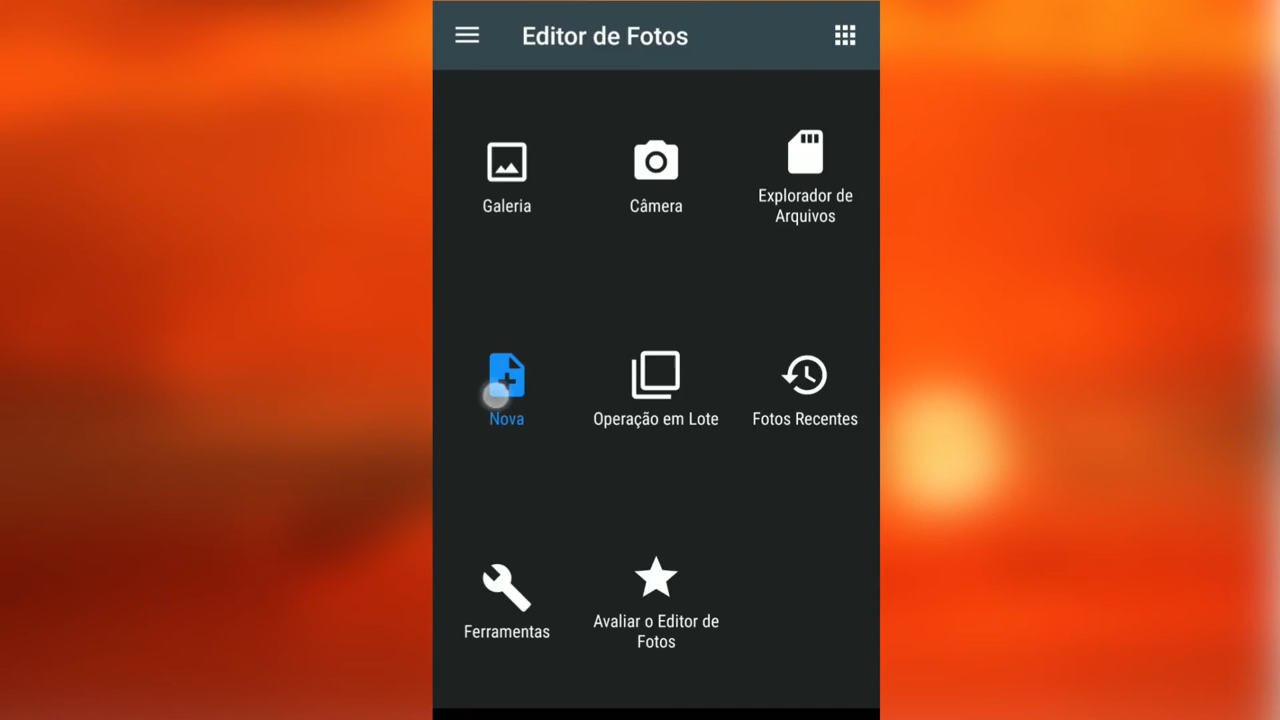 Editor de Fotos
Galeria
Câmera
Explorador de
Arquivos
Nova
Operação em Lote
Fotos Recentes
Ferramentas
Avaliar o Editor de
Fotos